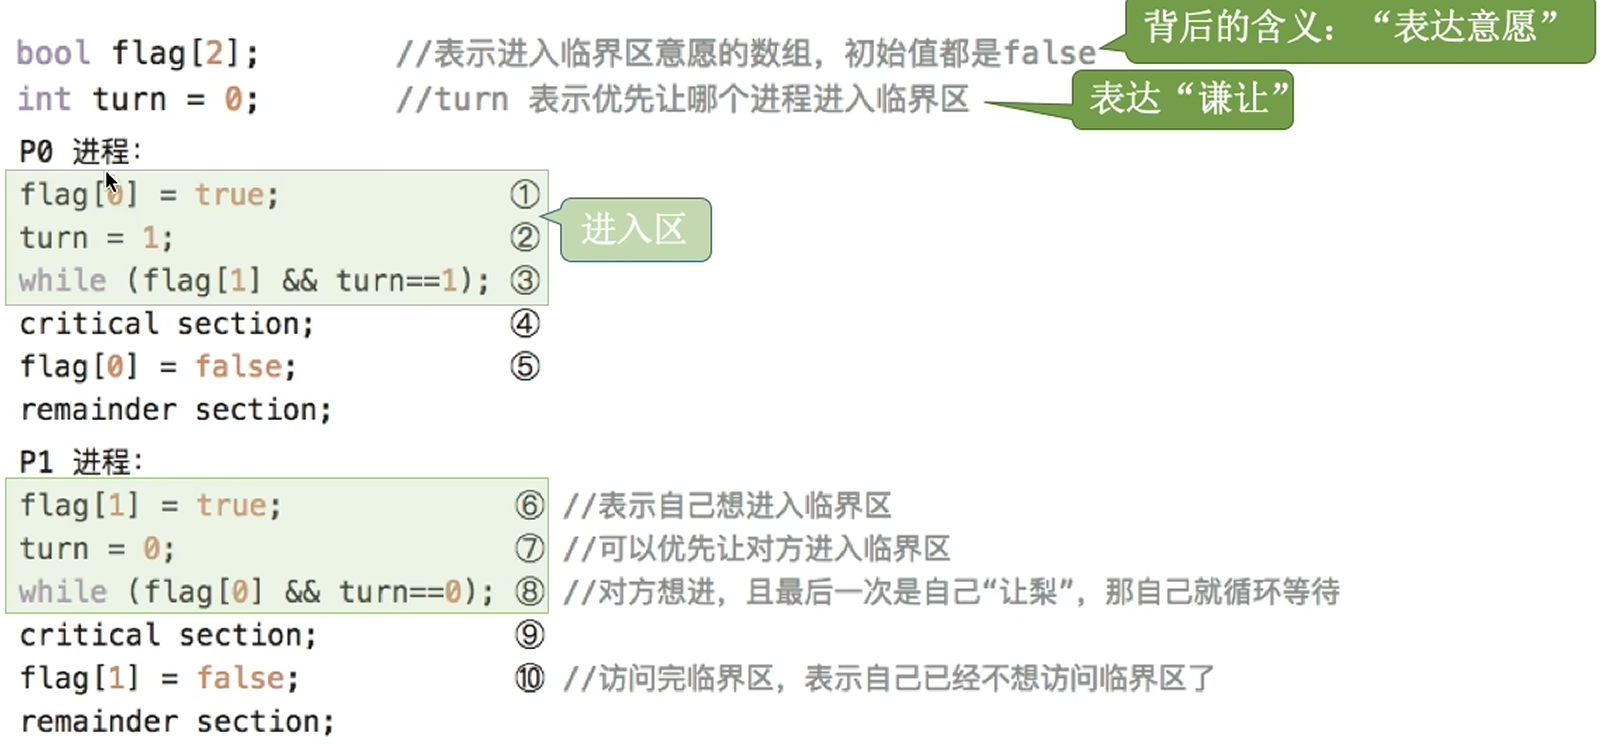 背后的含义：“表达意愿”
bool flag[2]; //表示进入临界区意愿的数组，初始值都是false
int turn = 0; //turn 表示优先让哪个进程进入临界区
表达“谦让”
P0 进程：
flag[0] = true; ①
进入区
turn = 1; ②
while (flag[1] && turn==1); ③
critical section; ④
flag[0] = false; ⑤
remainder section;
P1 进程：
flag[1] = true; ⑥ //表示自己想进入临界区
turn = 0; ⑦ //可以优先让对方进入临界区
while (flag[0] && turn==0); ⑧ //对方想进，且最后一次是自己“让梨”，那自己就循环等待
critical section; ⑨
flag[1] = false; ⑩ //访问完临界区，表示自己已经不想访问临界区了
remainder section;